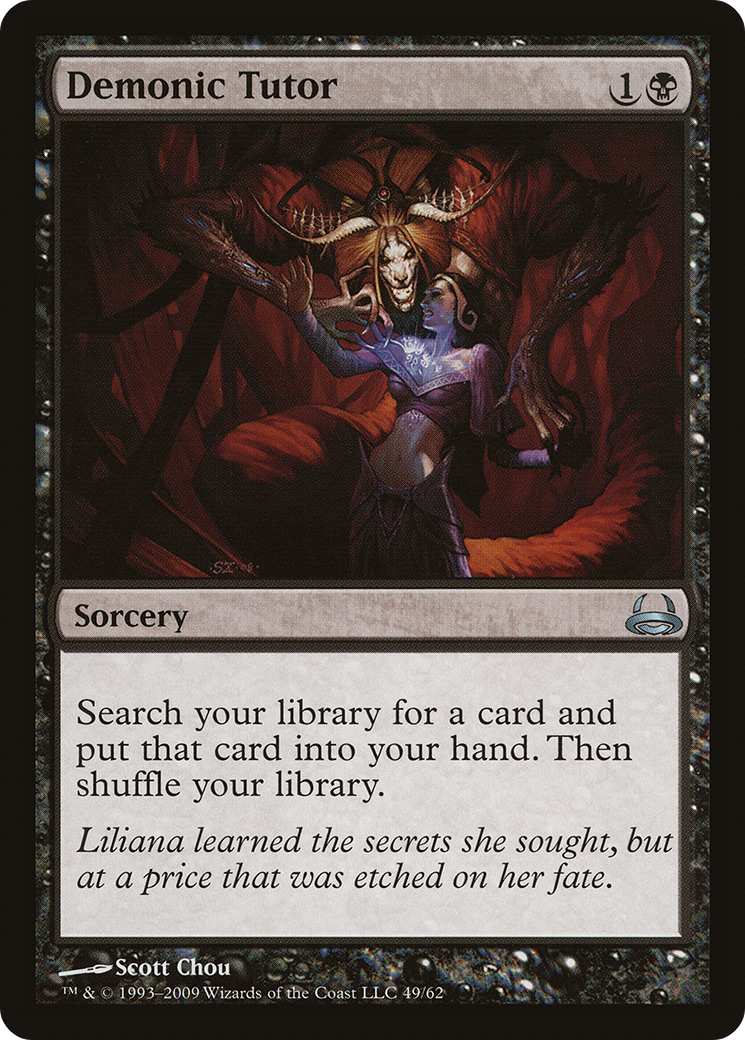 Demonic Tutor 1
·SZ·08·
Sorcery
Search your library for a card and
put that card into your hand. Then
shuffle your library.
Liliana learned the secrets she sought, but
at a price that was etched on her fate.
Scott Chou
™ & © 1993–2009 Wizards of the Coast LLC 49/62